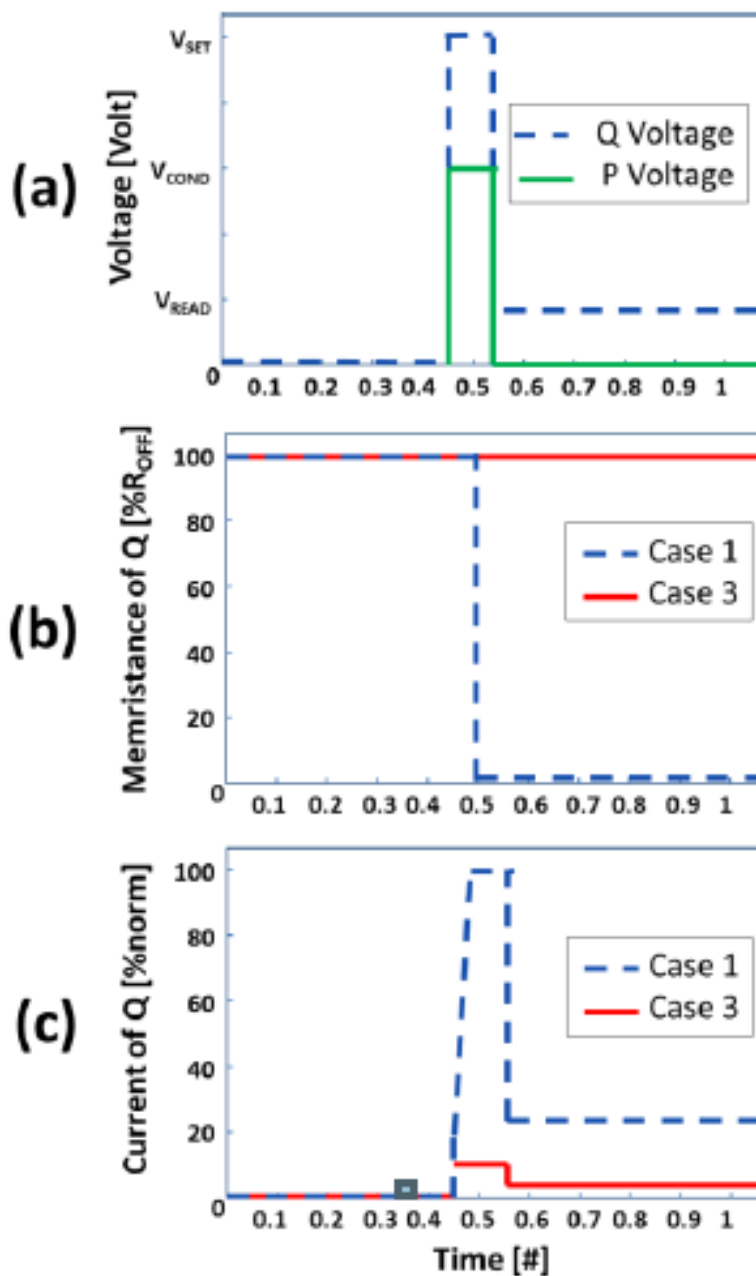 (a)
Voltage [Volt]
V_SET
V_COND
V_READ
0
Q Voltage
P Voltage
0.1 0.2 0.3 0.4 0.5 0.6 0.7 0.8 0.9 1
(b)
Memristance of Q [%R_OFF]
100
80
60
40
20
0
Case 1
Case 3
0.1 0.2 0.3 0.4 0.5 0.6 0.7 0.8 0.9 1
(c)
Current of Q [%norm]
100
80
60
40
20
0
Case 1
Case 3
0.1 0.2 0.3 0.4 0.5 0.6 0.7 0.8 0.9 1
Time [#]